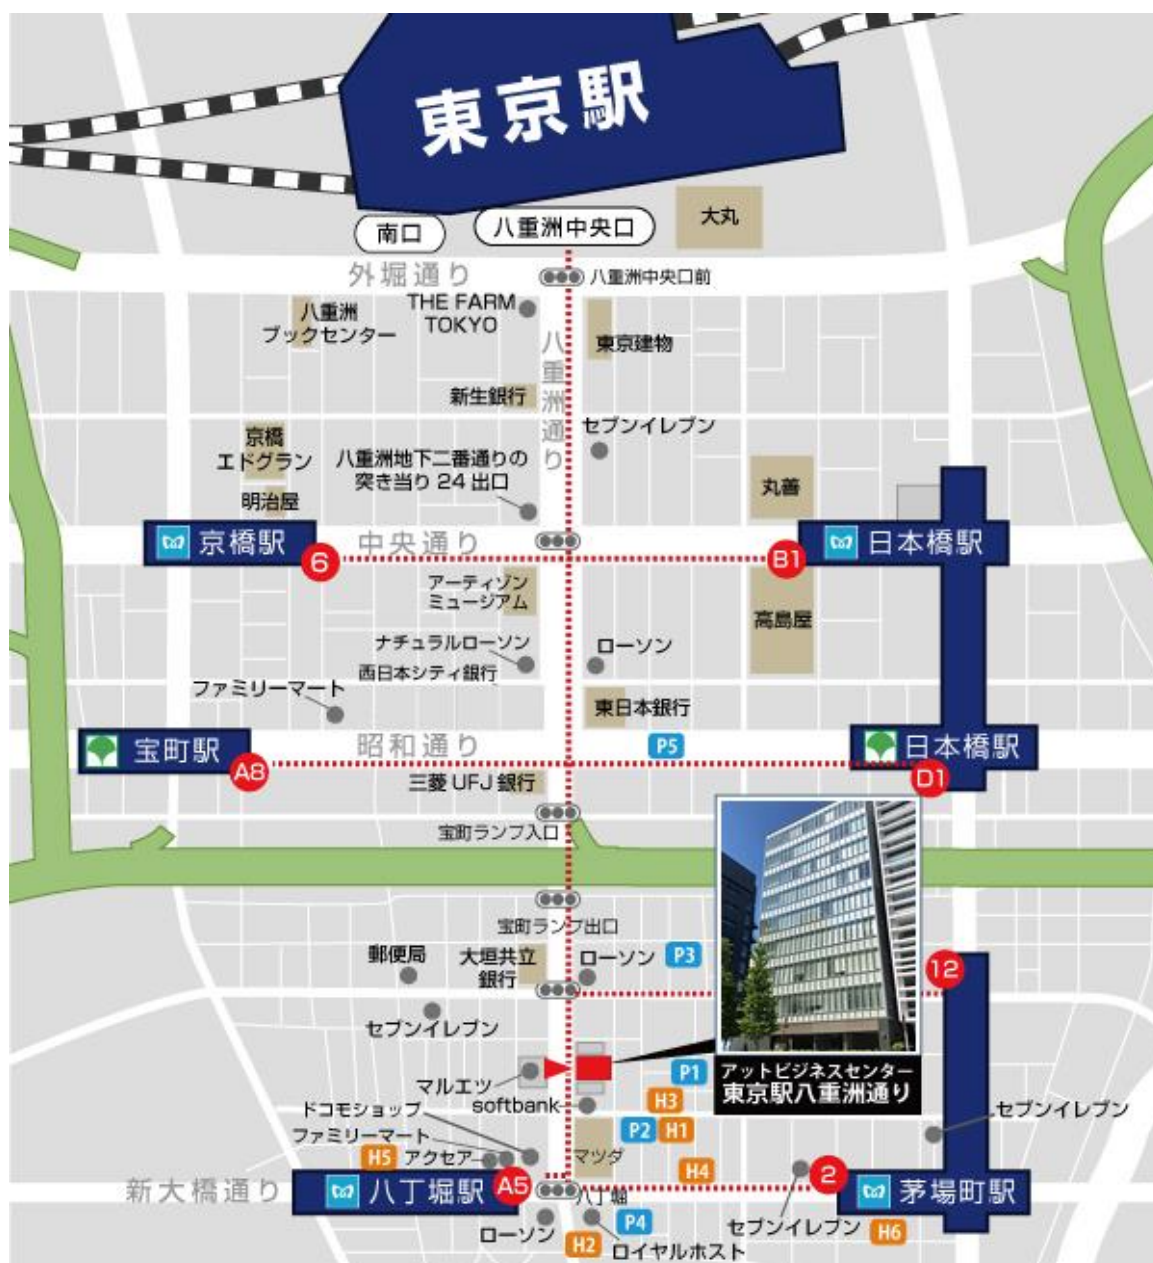 東京駅
大丸
八重洲中央口
南口
外堀通り
八重洲中央口前
THE FARM
TOKYO
八重洲
ブックセンター
東京建物
八重洲通り
新生銀行
セブンイレブン
京橋
エドグラン
八重洲地下二番通りの
突き当り 24 出口
明治屋
丸善
京橋駅
6
中央通り
B1
日本橋駅
アーティゾン
ミュージアム
高島屋
ナチュラルローソン
ローソン
西日本シティ銀行
ファミリーマート
東日本銀行
宝町駅
A8
昭和通り
P5
日本橋駅
D1
三菱 UFJ 銀行
宝町ランプ入口
宝町ランプ出口
郵便局
大垣共立
銀行
ローソン
P3
12
セブンイレブン
マルエツ
P1
アットビジネスセンター
東京駅八重洲通り
softbank
H3
ドコモショップ
P2
H1
セブンイレブン
ファミリーマート
H5
アクセア
マツダ
H4
新大橋通り
八丁堀駅
A5
八丁堀
2
茅場町駅
ローソン
P4
セブンイレブン
H6
H2
ロイヤルホスト